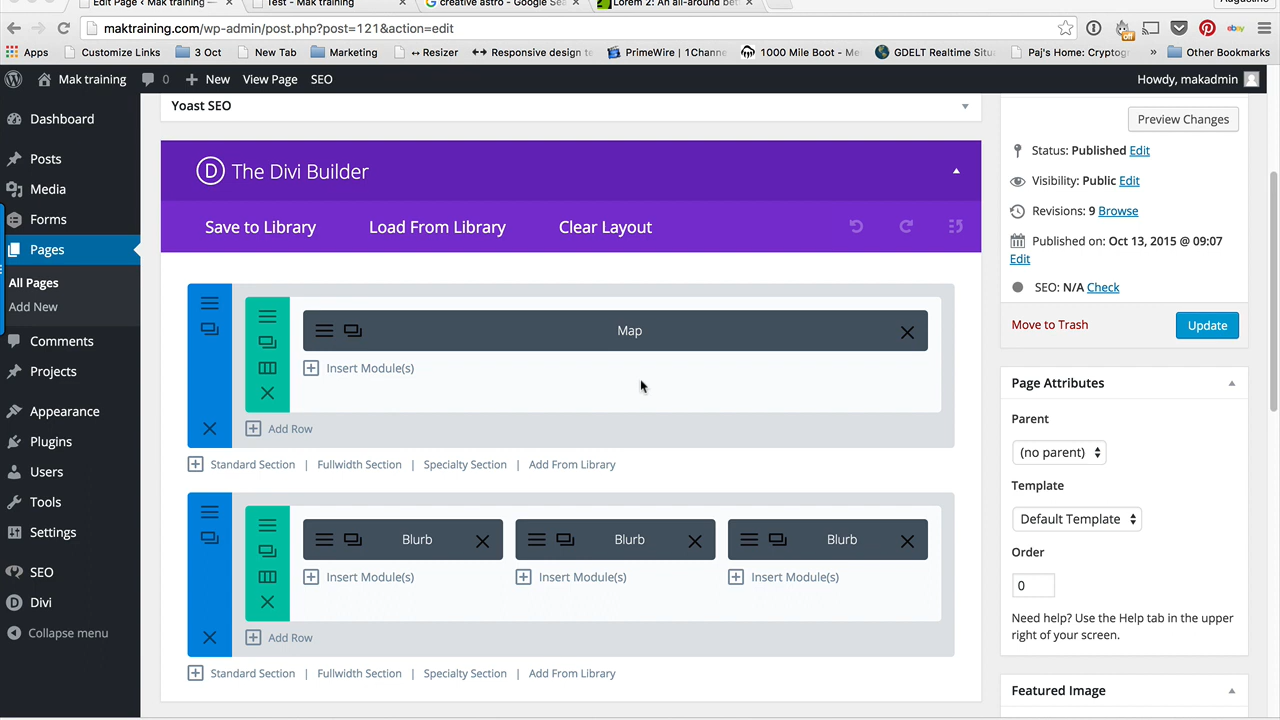 Edit Page ‹ Mak training — ×
Test - Mak training ×
creative astro - Google Sea ×
Lorem 2: An all-around bet ×
Augustine
maktraining.com/wp-admin/post.php?post=121&action=edit
Apps Customize Links 3 Oct New Tab Marketing ↔ Resizer ↔ Responsive design te PrimeWire | 1Chann 1000 Mile Boot - Me GDELT Realtime Situ Paj's Home: Cryptog » Other Bookmarks
off
ebay
Mak training 0 + New View Page SEO Howdy, makadmin
Dashboard
Posts
Media
Forms
Pages
All Pages
Add New
Comments
Projects
Appearance
Plugins
Users
Tools
Settings
SEO
Divi
Collapse menu
Yoast SEO
D The Divi Builder
Save to Library Load From Library Clear Layout
Map
Insert Module(s)
Add Row
Standard Section | Fullwidth Section | Specialty Section | Add From Library
Blurb Blurb Blurb
Insert Module(s) Insert Module(s) Insert Module(s)
Add Row
Standard Section | Fullwidth Section | Specialty Section | Add From Library
Preview Changes
Status: Published Edit
Visibility: Public Edit
Revisions: 9 Browse
Published on: Oct 13, 2015 @ 09:07
Edit
SEO: N/A Check
Move to Trash Update
Page Attributes
Parent
(no parent)
Template
Default Template
Order
0
Need help? Use the Help tab in the upper
right of your screen.
Featured Image